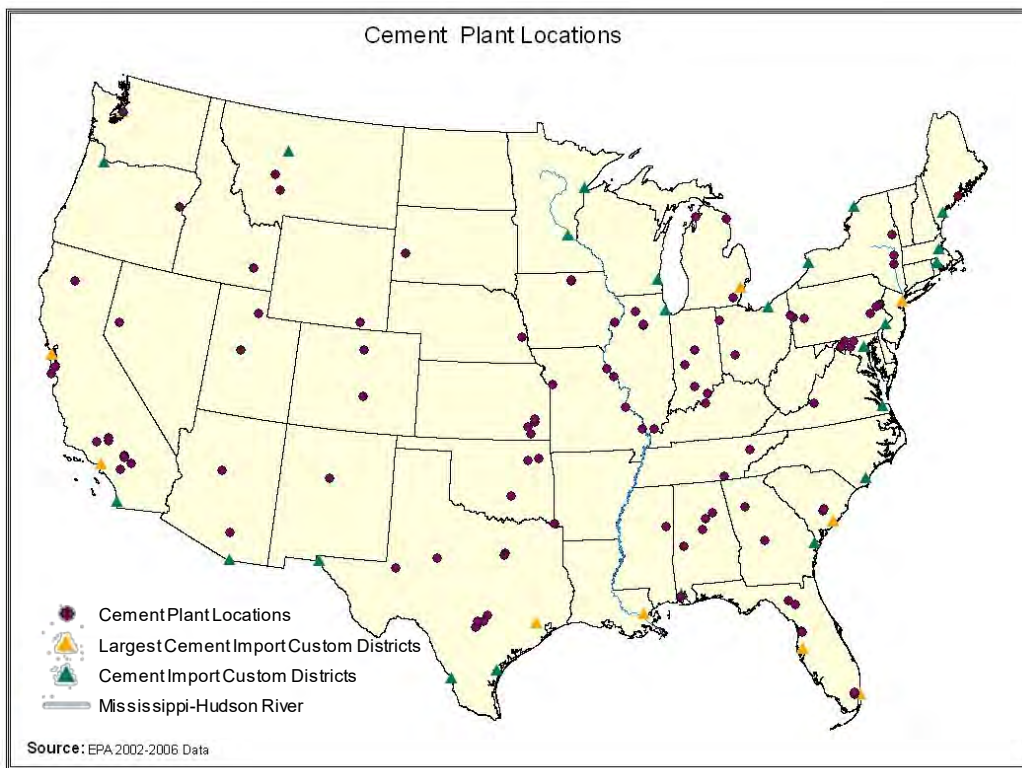 Cement Plant Locations
Cement Plant Locations
Largest Cement Import Custom Districts
Cement Import Custom Districts
Mississippi-Hudson River
Source: EPA 2002-2006 Data